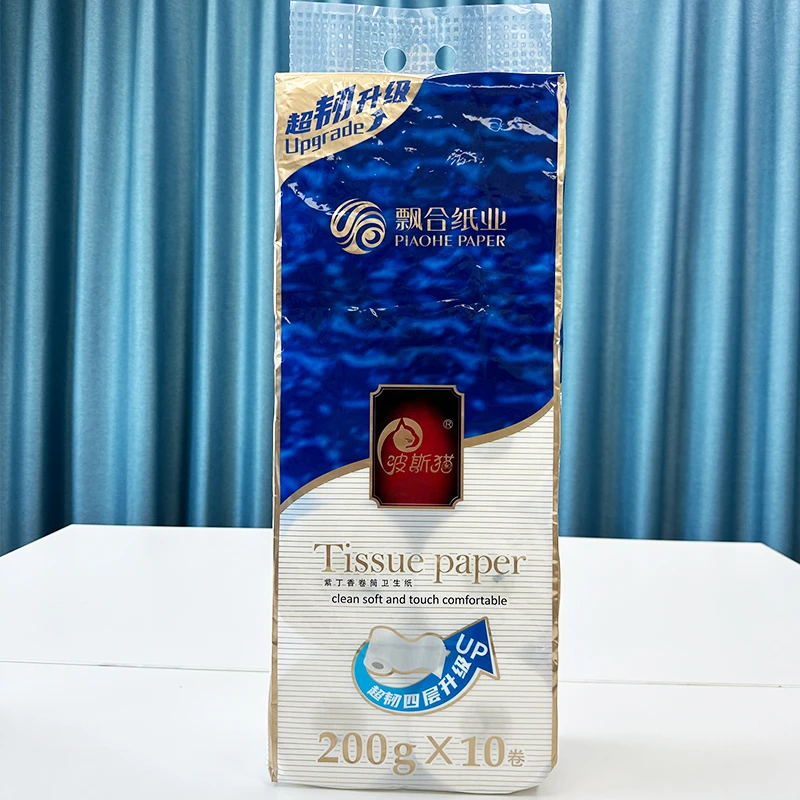 超韧升级
Upgrade
飘合纸业
PIAOHE PAPER
®
波斯猫
Tissue paper
紫丁香卷筒卫生纸
clean soft and touch comfortable
超韧四层升级UP
200g×10卷